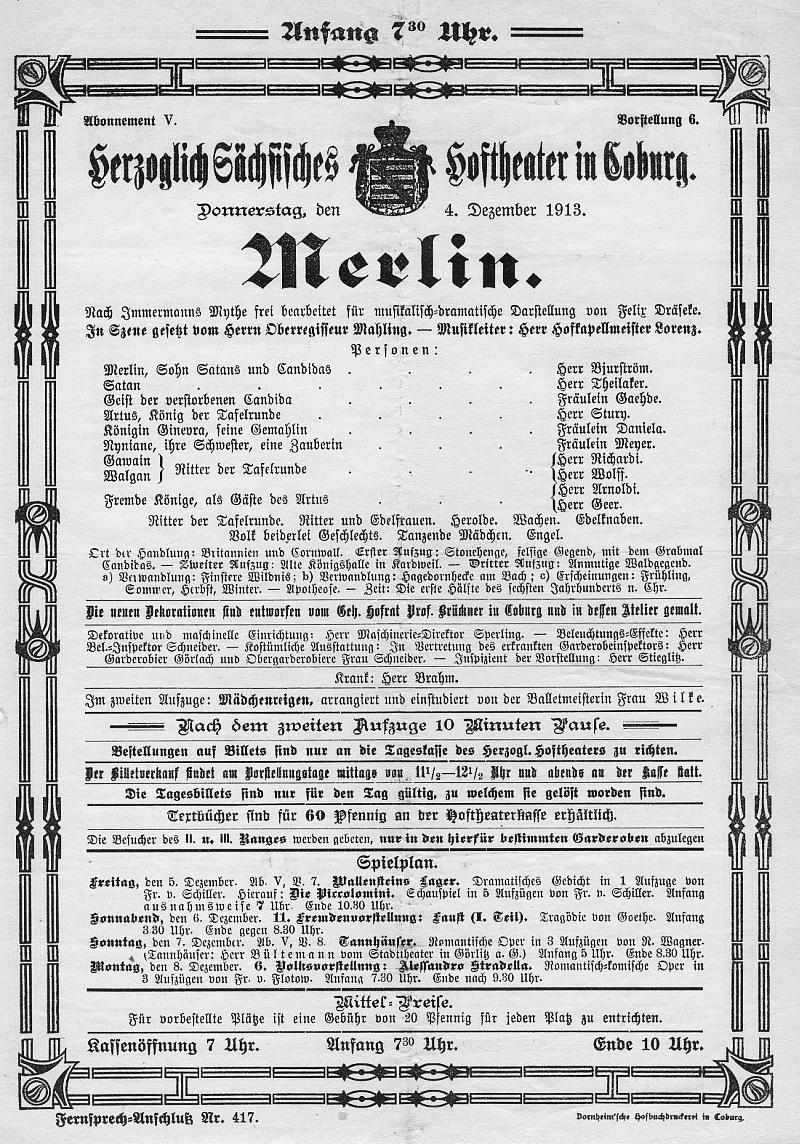 Anfang 7³⁰ Uhr.
Abonnement V. Vorstellung 6.
Herzoglich Sächsisches Hoftheater in Coburg.
Donnerstag, den 4. Dezember 1913.
Merlin.
Nach Immermanns Mythe frei bearbeitet für musikalisch-dramatische Darstellung von Felix Dräseke.
In Szene gesetzt vom Herrn Oberregisseur Mahling. — Musikleiter: Herr Hofkapellmeister Lorenz.
Personen:
Merlin, Sohn Satans und Candidas . . . . Herr Bjurström.
Satan . . . . . . . Herr Theilaker.
Geist der verstorbenen Candida . . . . Fräulein Gaehde.
Artus, König der Tafelrunde . . . . Herr Stury.
Königin Ginevra, seine Gemahlin . . . . Fräulein Daniela.
Nyniane, ihre Schwester, eine Zauberin . . . . Fräulein Meyer.
Gawain } Ritter der Tafelrunde . . . . { Herr Richardi.
Walgan } { Herr Wolff.
Fremde Könige, als Gäste des Artus . . . . { Herr Arnoldi.
{ Herr Geer.
Ritter der Tafelrunde. Ritter und Edelfrauen. Herolde. Wachen. Edelknaben.
Volk beiderlei Geschlechts. Tanzende Mädchen. Engel.
Ort der Handlung: Britannien und Cornwall. Erster Aufzug: Stonehenge, felsige Gegend, mit dem Grabmal
Candidas. — Zweiter Aufzug: Alte Königshalle in Kardweil. — Dritter Aufzug: Anmutige Waldgegend.
a) Verwandlung: Finstere Wildnis; b) Verwandlung: Hagedornhecke am Bach; c) Erscheinungen: Frühling,
Sommer, Herbst, Winter. — Apotheose. — Zeit: Die erste Hälfte des sechsten Jahrhunderts n. Chr.
Die neuen Dekorationen sind entworfen vom Geh. Hofrat Prof. Brückner in Coburg und in dessen Atelier gemalt.
Dekorative und maschinelle Einrichtung: Herr Maschinerie-Direktor Sperling. — Beleuchtungs-Effekte: Herr
Bel.-Inspektor Schneider. — Kostümliche Ausstattung: In Vertretung des erkrankten Garderobeinspektors: Herr
Garderobier Görlach und Obergarderobiere Frau Schneider. — Inspizient der Vorstellung: Herr Stieglitz.
Krank: Herr Brahm.
Im zweiten Aufzuge: Mädchenreigen, arrangiert und einstudiert von der Balletmeisterin Frau Wilke.
Nach dem zweiten Aufzuge 10 Minuten Pause.
Bestellungen auf Billets sind nur an die Tageskasse des Herzogl. Hoftheaters zu richten.
Der Billetverkauf findet am Vorstellungstage mittags von 11½—12½ Uhr und abends an der Kasse statt.
Die Tagesbillets sind nur für den Tag gültig, zu welchem sie gelöst worden sind.
Textbücher sind für 60 Pfennig an der Hoftheaterkasse erhältlich.
Die Besucher des II. u. III. Ranges werden gebeten, nur in den hierfür bestimmten Garderoben abzulegen
Spielplan.
Freitag, den 5. Dezember. Ab. V, V. 7. Wallensteins Lager. Dramatisches Gedicht in 1 Aufzuge von
Fr. v. Schiller. Hierauf: Die Piccolomini. Schauspiel in 5 Aufzügen von Fr. v. Schiller. Anfang
ausnahmsweise 7 Uhr. Ende 10.30 Uhr.
Sonnabend, den 6. Dezember. 11. Fremdenvorstellung: Faust (I. Teil). Tragödie von Goethe. Anfang
3.30 Uhr. Ende gegen 8.30 Uhr.
Sonntag, den 7. Dezember. Ab. V, V. 8. Tannhäuser. Romantische Oper in 3 Aufzügen von R. Wagner.
(Tannhäuser: Herr Bültemann vom Stadttheater in Görlitz a. G.) Anfang 5 Uhr. Ende 8.30 Uhr.
Montag, den 8. Dezember. 6. Volksvorstellung: Alessandro Stradella. Romantisch-komische Oper in
3 Aufzügen von Fr. v. Flotow. Anfang 7.30 Uhr. Ende nach 9.30 Uhr.
Mittel-Preise.
Für vorbestellte Plätze ist eine Gebühr von 20 Pfennig für jeden Platz zu entrichten.
Kassenöffnung 7 Uhr. Anfang 7³⁰ Uhr. Ende 10 Uhr.
Fernsprech-Anschluß Nr. 417. Dornheim'sche Hofbuchdruckerei in Coburg.